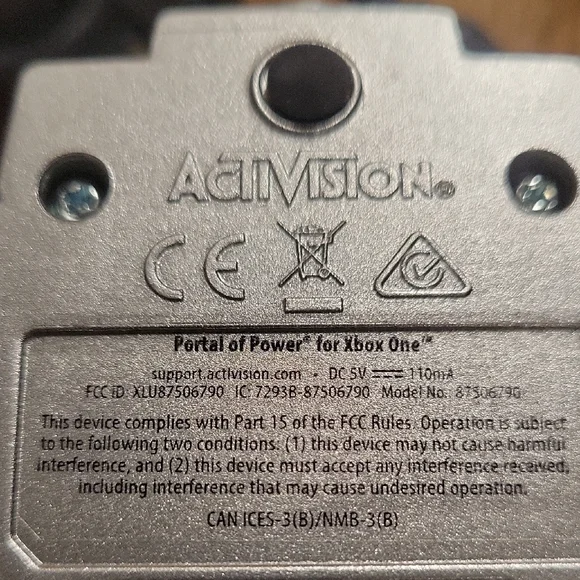 ACTIVISION®
CE
Portal of Power® for Xbox One™
support.activision.com • DC 5V ⎓ 110mA
FCC ID: XLU87506790 IC: 7293B-87506790 Model No. 87506790
This device complies with Part 15 of the FCC Rules. Operation is subject
to the following two conditions: (1) this device may not cause harmful
interference, and (2) this device must accept any interference received,
including interference that may cause undesired operation.
CAN ICES-3(B)/NMB-3(B)